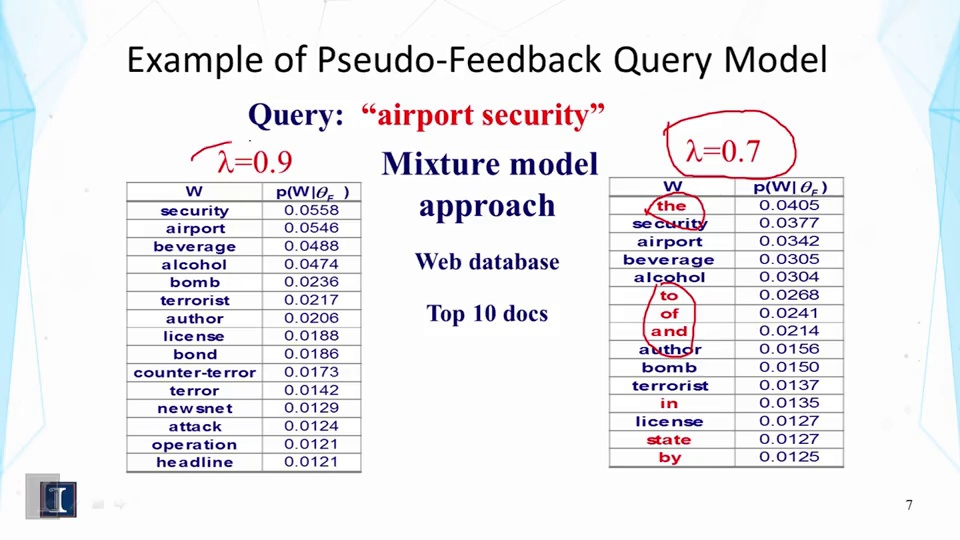 Example of Pseudo-Feedback Query Model
Query: “airport security”
λ=0.9
Mixture model
approach
Web database
Top 10 docs
λ=0.7
W p(W|θF )
security 0.0558
airport 0.0546
beverage 0.0488
alcohol 0.0474
bomb 0.0236
terrorist 0.0217
author 0.0206
license 0.0188
bond 0.0186
counter-terror 0.0173
terror 0.0142
newsnet 0.0129
attack 0.0124
operation 0.0121
headline 0.0121
W p(W|θF )
the 0.0405
security 0.0377
airport 0.0342
beverage 0.0305
alcohol 0.0304
to 0.0268
of 0.0241
and 0.0214
author 0.0156
bomb 0.0150
terrorist 0.0137
in 0.0135
license 0.0127
state 0.0127
by 0.0125
I
7